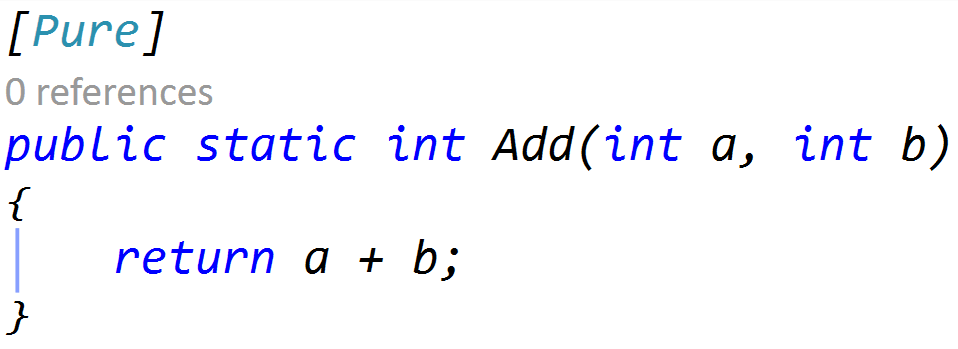 [Pure]
0 references
public static int Add(int a, int b)
{
    return a + b;
}